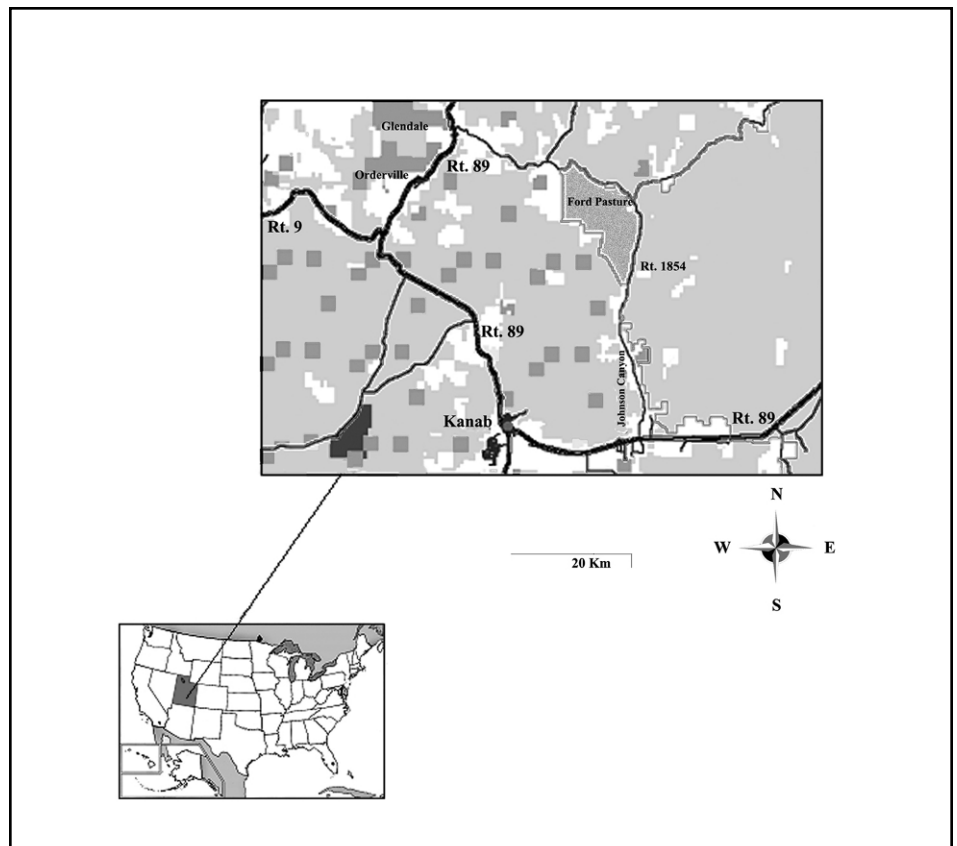 Glendale
Orderville
Rt. 89
Ford Pasture
Rt. 9
Rt. 1854
Rt. 89
Johnson Canyon
Kanab
Rt. 89
N
W
E
S
20 Km